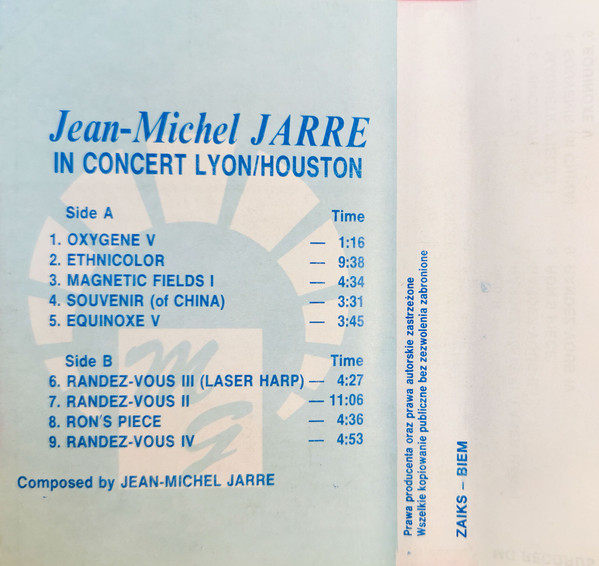 Jean-Michel JARRE
IN CONCERT LYON/HOUSTON
Side A Time
1. OXYGENE V — 1:16
2. ETHNICOLOR — 9:38
3. MAGNETIC FIELDS I — 4:34
4. SOUVENIR (of CHINA) — 3:31
5. EQUINOXE V — 3:45
Side B Time
6. RANDEZ-VOUS III (LASER HARP) — 4:27
7. RANDEZ-VOUS II — 11:06
8. RON'S PIECE — 4:36
9. RANDEZ-VOUS IV — 4:53
MG
Composed by JEAN-MICHEL JARRE
Prawa producenta oraz prawa autorskie zastrzeżone
Wszelkie kopiowanie publiczne bez zezwolenia zabronione
ZAIKS – BIEM